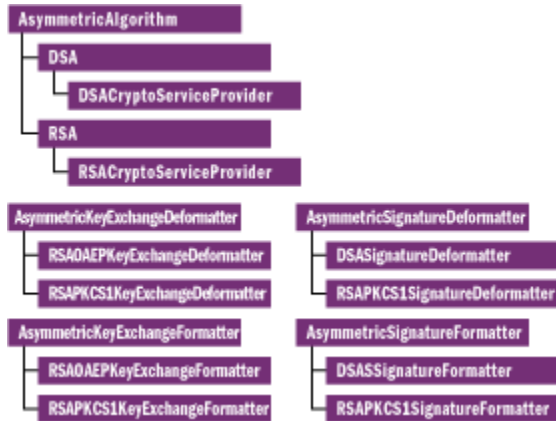 AsymmetricAlgorithm
DSA
DSACryptoServiceProvider
RSA
RSACryptoServiceProvider
AsymmetricKeyExchangeDeformatter
RSAOAEPKeyExchangeDeformatter
RSAPKCS1KeyExchangeDeformatter
AsymmetricKeyExchangeFormatter
RSAOAEPKeyExchangeFormatter
RSAPKCS1KeyExchangeFormatter
AsymmetricSignatureDeformatter
DSASignatureDeformatter
RSAPKCS1SignatureDeformatter
AsymmetricSignatureFormatter
DSASSignatureFormatter
RSAPKCS1SignatureFormatter